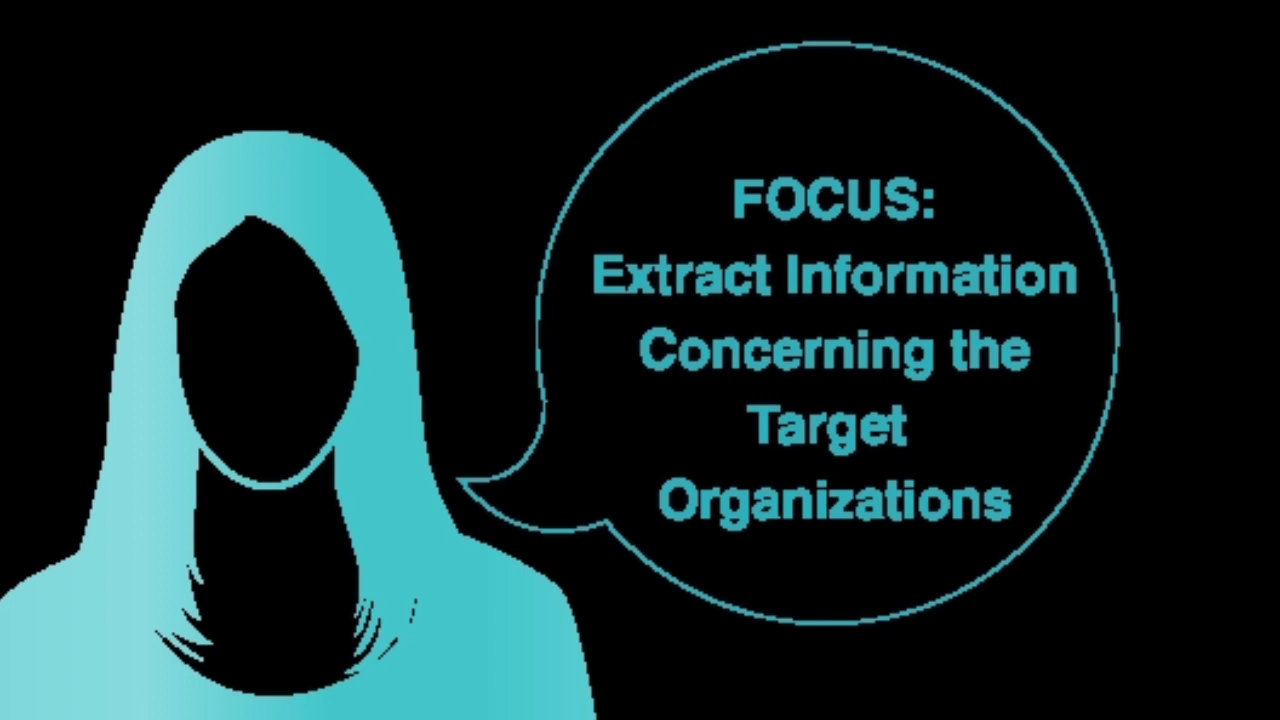 FOCUS:
Extract Information
Concerning the
Target
Organizations